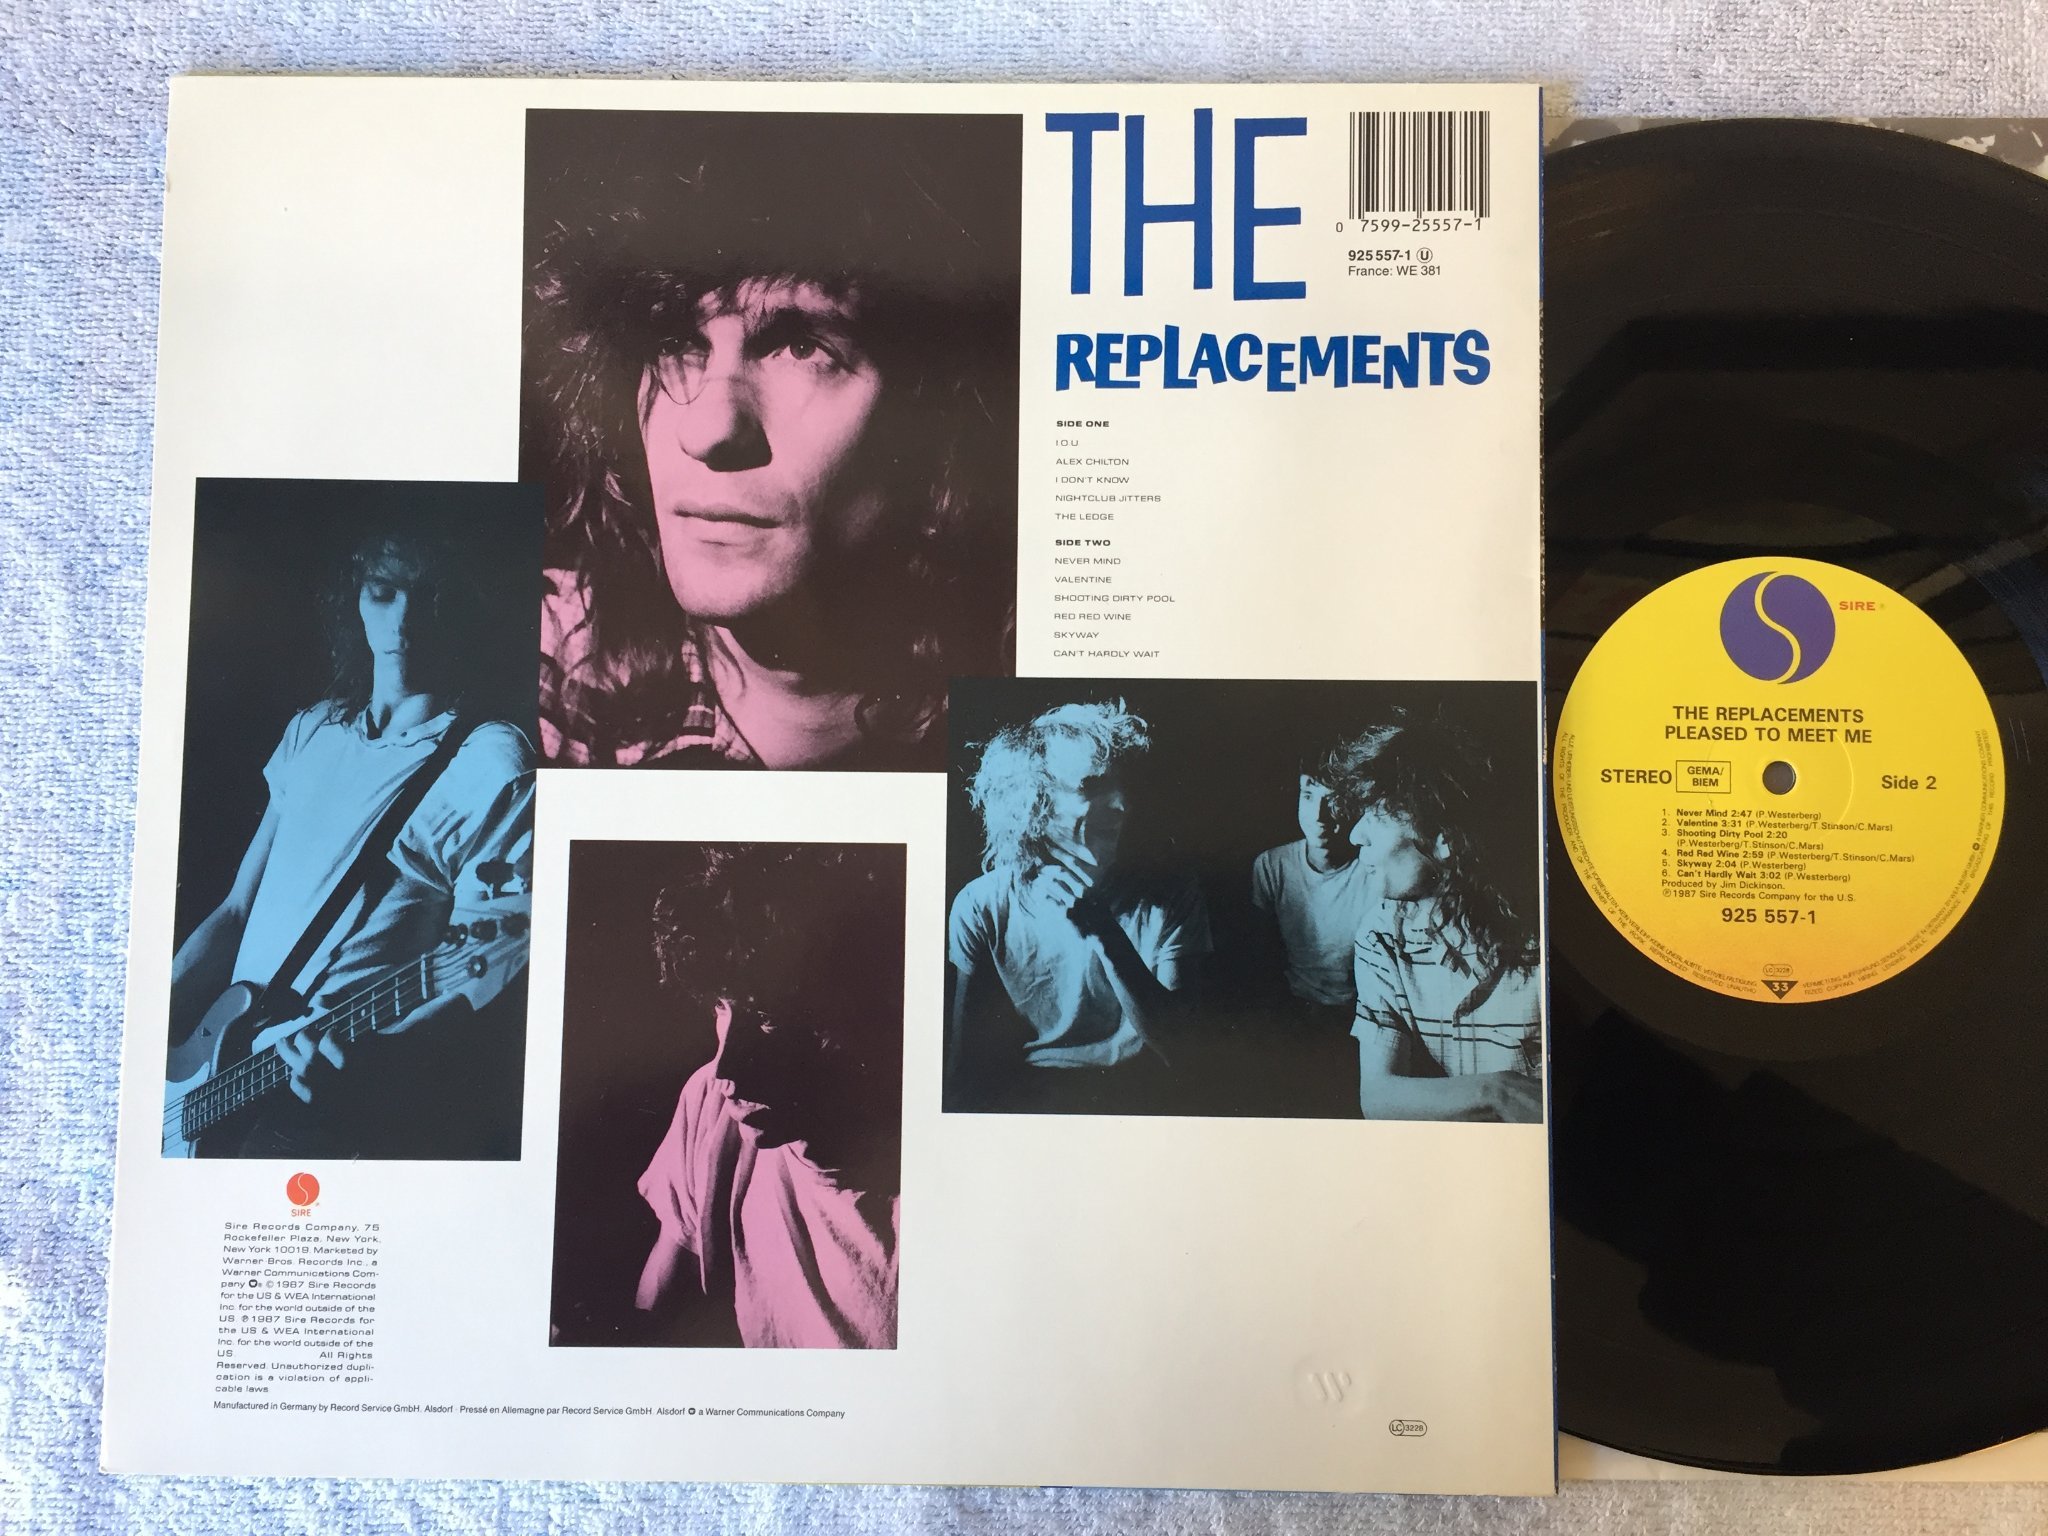 THE
REPLACEMENTS
0 7599-25557-1
925 557-1 Ⓤ
France: WE 381
SIDE ONE
I.O.U
ALEX CHILTON
I DON'T KNOW
NIGHTCLUB JITTERS
THE LEDGE
SIDE TWO
NEVER MIND
VALENTINE
SHOOTING DIRTY POOL
RED RED WINE
SKYWAY
CAN'T HARDLY WAIT
SIRE
Sire Records Company, 75
Rockefeller Plaza, New York,
New York 10019. Marketed by
Warner Bros. Records Inc., a
Warner Communications Com-
pany ©1987 Sire Records
for the US & WEA International
Inc. for the world outside of the
US. ℗1987 Sire Records for
the US & WEA International
Inc. for the world outside of the
US. All Rights
Reserved. Unauthorized dupli-
cation is a violation of appli-
cable laws
Manufactured in Germany by Record Service GmbH. Alsdorf · Pressé en Allemagne par Record Service GmbH. Alsdorf a Warner Communications Company
LC 3228
SIRE ®
THE REPLACEMENTS
PLEASED TO MEET ME
STEREO
GEMA/
BIEM
Side 2
1. Never Mind 2:47 (P.Westerberg)
2. Valentine 3:31 (P.Westerberg/T.Stinson/C.Mars)
3. Shooting Dirty Pool 2:20
(P.Westerberg/T.Stinson/C.Mars)
4. Red Red Wine 2:59 (P.Westerberg/T.Stinson/C.Mars)
5. Skyway 2:04 (P.Westerberg)
6. Can't Hardly Wait 3:02 (P.Westerberg)
Produced by Jim Dickinson.
℗1987 Sire Records Company for the U.S.
925 557-1
LC 3228
33